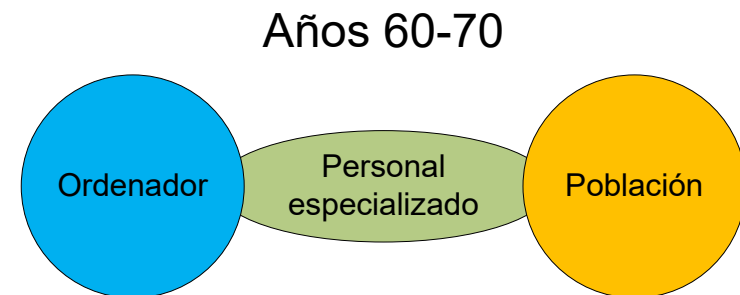 Años 60-70
Ordenador
Personal
especializado
Población